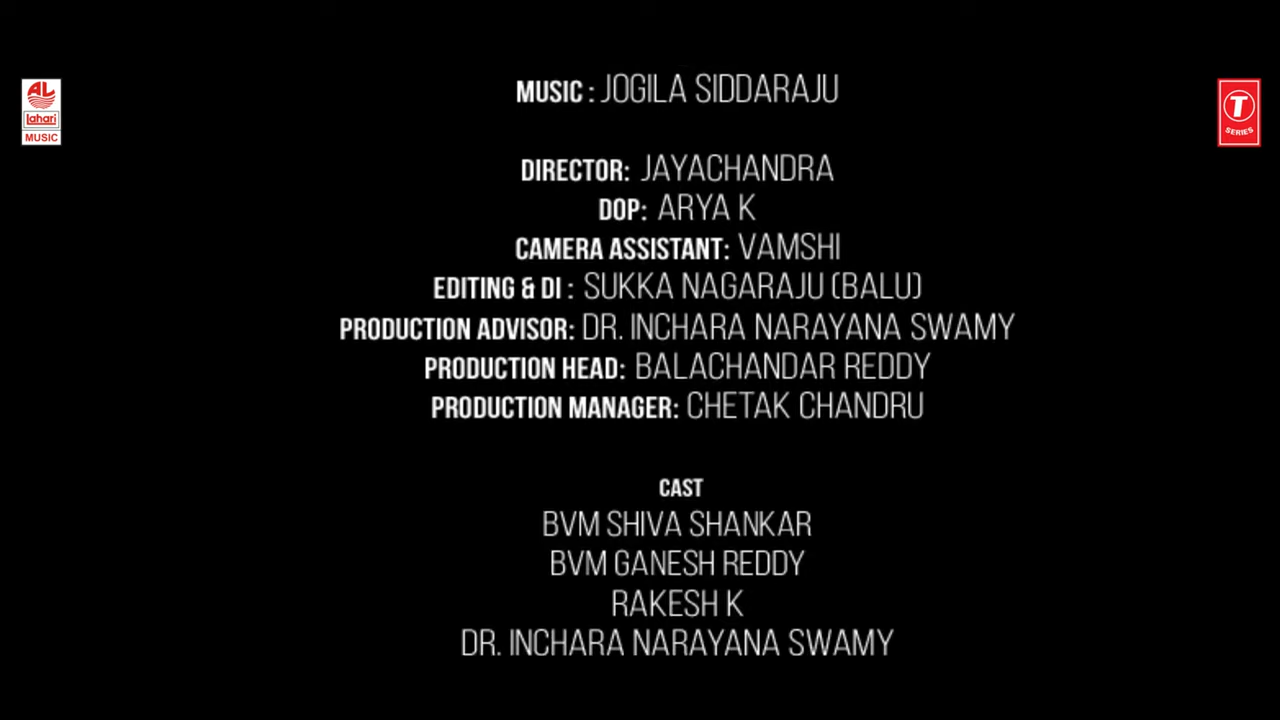 AL
lahari
MUSIC
T
SERIES
MUSIC : JOGILA SIDDARAJU
DIRECTOR: JAYACHANDRA
DOP: ARYA K
CAMERA ASSISTANT: VAMSHI
EDITING & DI : SUKKA NAGARAJU (BALU)
PRODUCTION ADVISOR: DR. INCHARA NARAYANA SWAMY
PRODUCTION HEAD: BALACHANDAR REDDY
PRODUCTION MANAGER: CHETAK CHANDRU
CAST
BVM SHIVA SHANKAR
BVM GANESH REDDY
RAKESH K
DR. INCHARA NARAYANA SWAMY